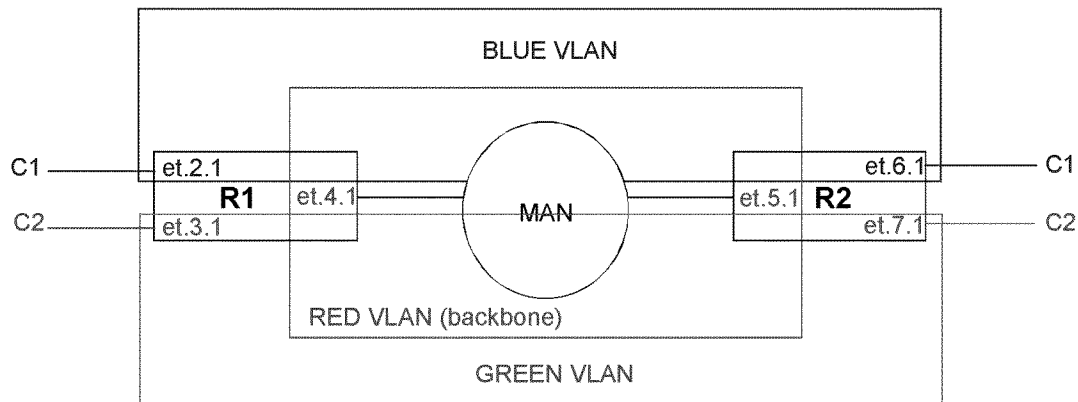 BLUE VLAN
C1
et.2.1
et.6.1
C1
R1
et.4.1
MAN
et.5.1
R2
C2
et.3.1
et.7.1
C2
RED VLAN (backbone)
GREEN VLAN